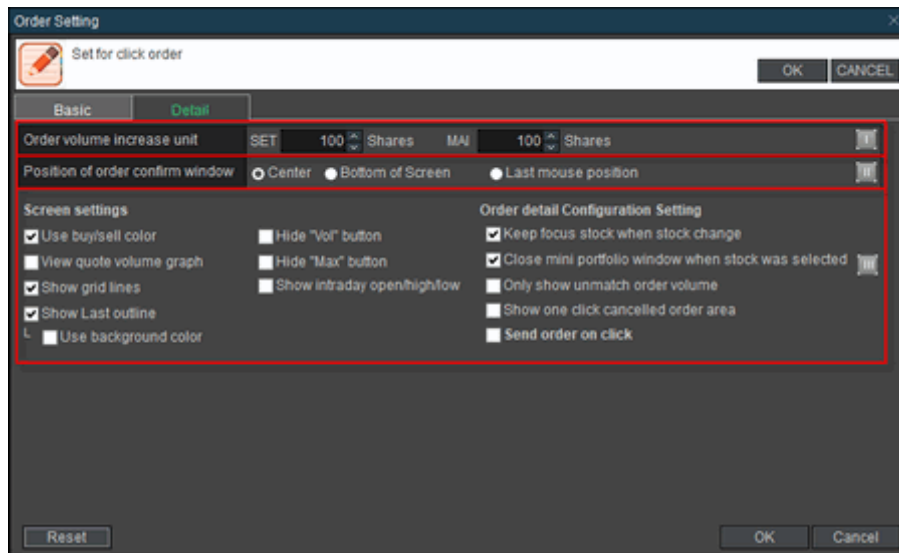 Order Setting
Set for click order
OK CANCEL
Basic Detail
Order volume increase unit SET 100 Shares MAI 100 Shares I
Position of order confirm window Center Bottom of Screen Last mouse position II
Screen settings Order detail Configuration Setting
Use buy/sell color Hide "Vol" button Keep focus stock when stock change
View quote volume graph Hide "Max" button Close mini portfolio window when stock was selected III
Show grid lines Show intraday open/high/low Only show unmatch order volume
Show Last outline Show one click cancelled order area
Use background color Send order on click
Reset OK Cancel